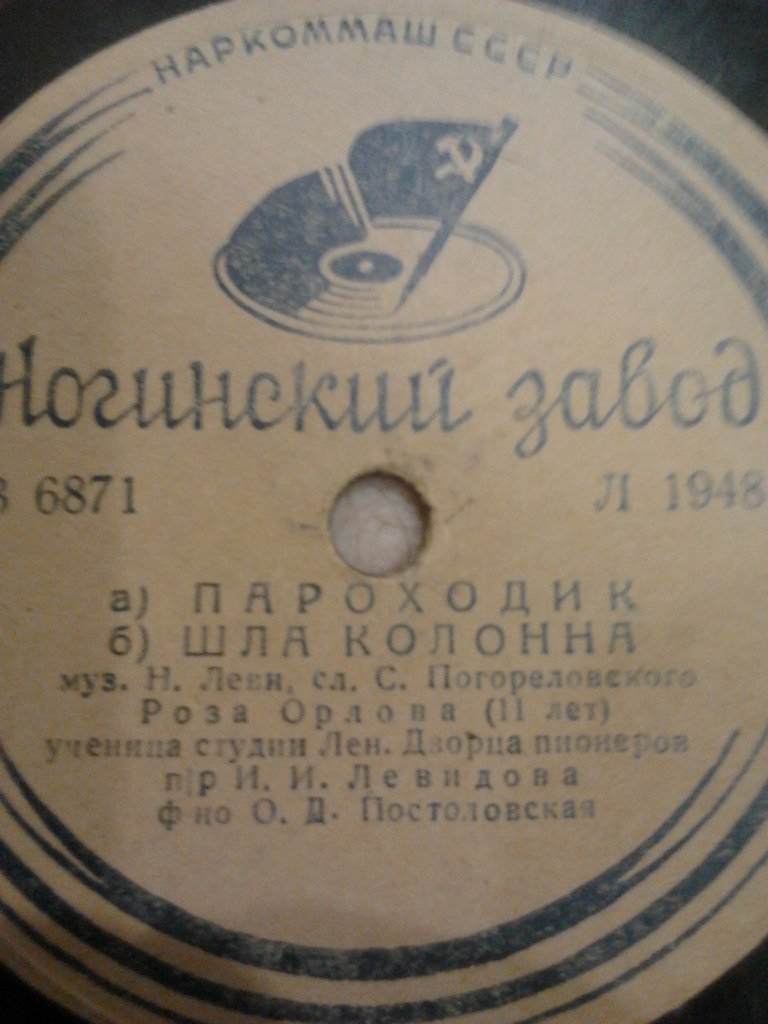 НАРКОММАШ СССР
Ногинский завод
В 6871 Л 1948
а) ПАРОХОДИК
б) ШЛА КОЛОННА
муз. Н. Леви, сл. С. Погореловского
Роза Орлова (11 лет)
ученица студии Лен. Дворца пионеров
п/р И. И. Левидова
ф-но О. Д. Постоловская